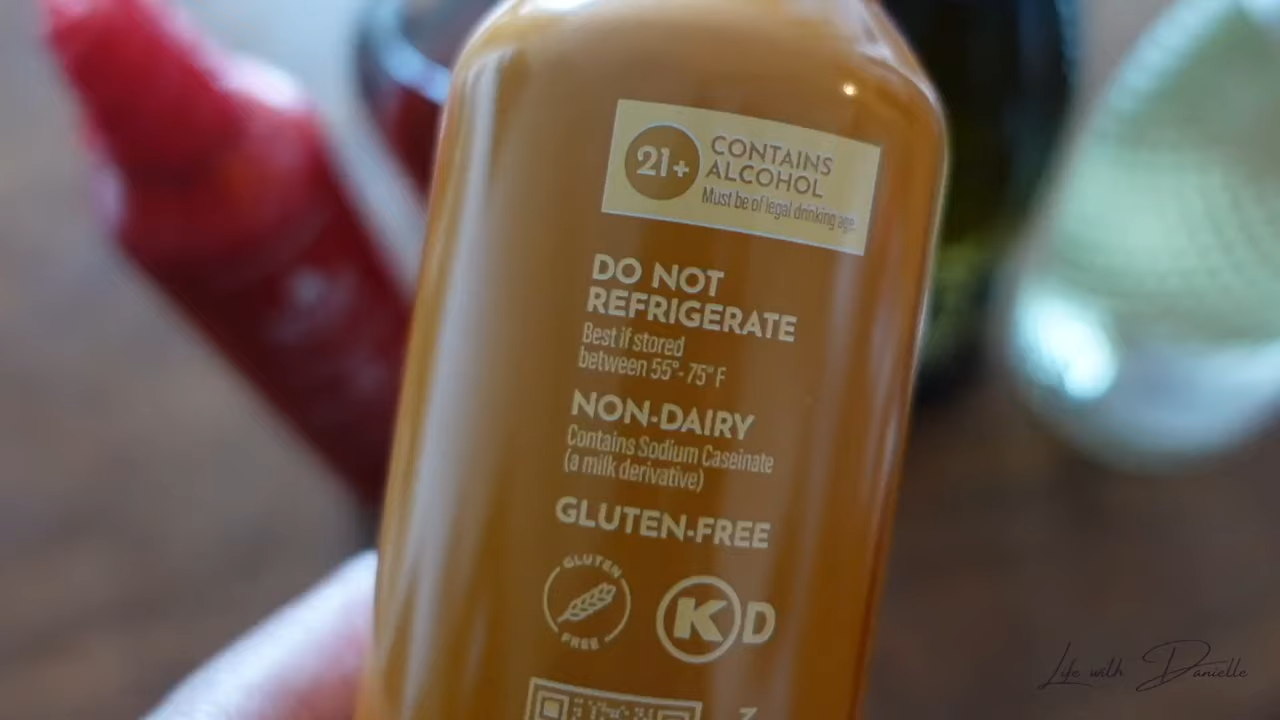 21+
CONTAINS
ALCOHOL
Must be of legal drinking age.
DO NOT
REFRIGERATE
Best if stored
between 55°-75° F
NON-DAIRY
Contains Sodium Caseinate
(a milk derivative)
GLUTEN-FREE
GLUTEN
FREE
K D
Life with Danielle